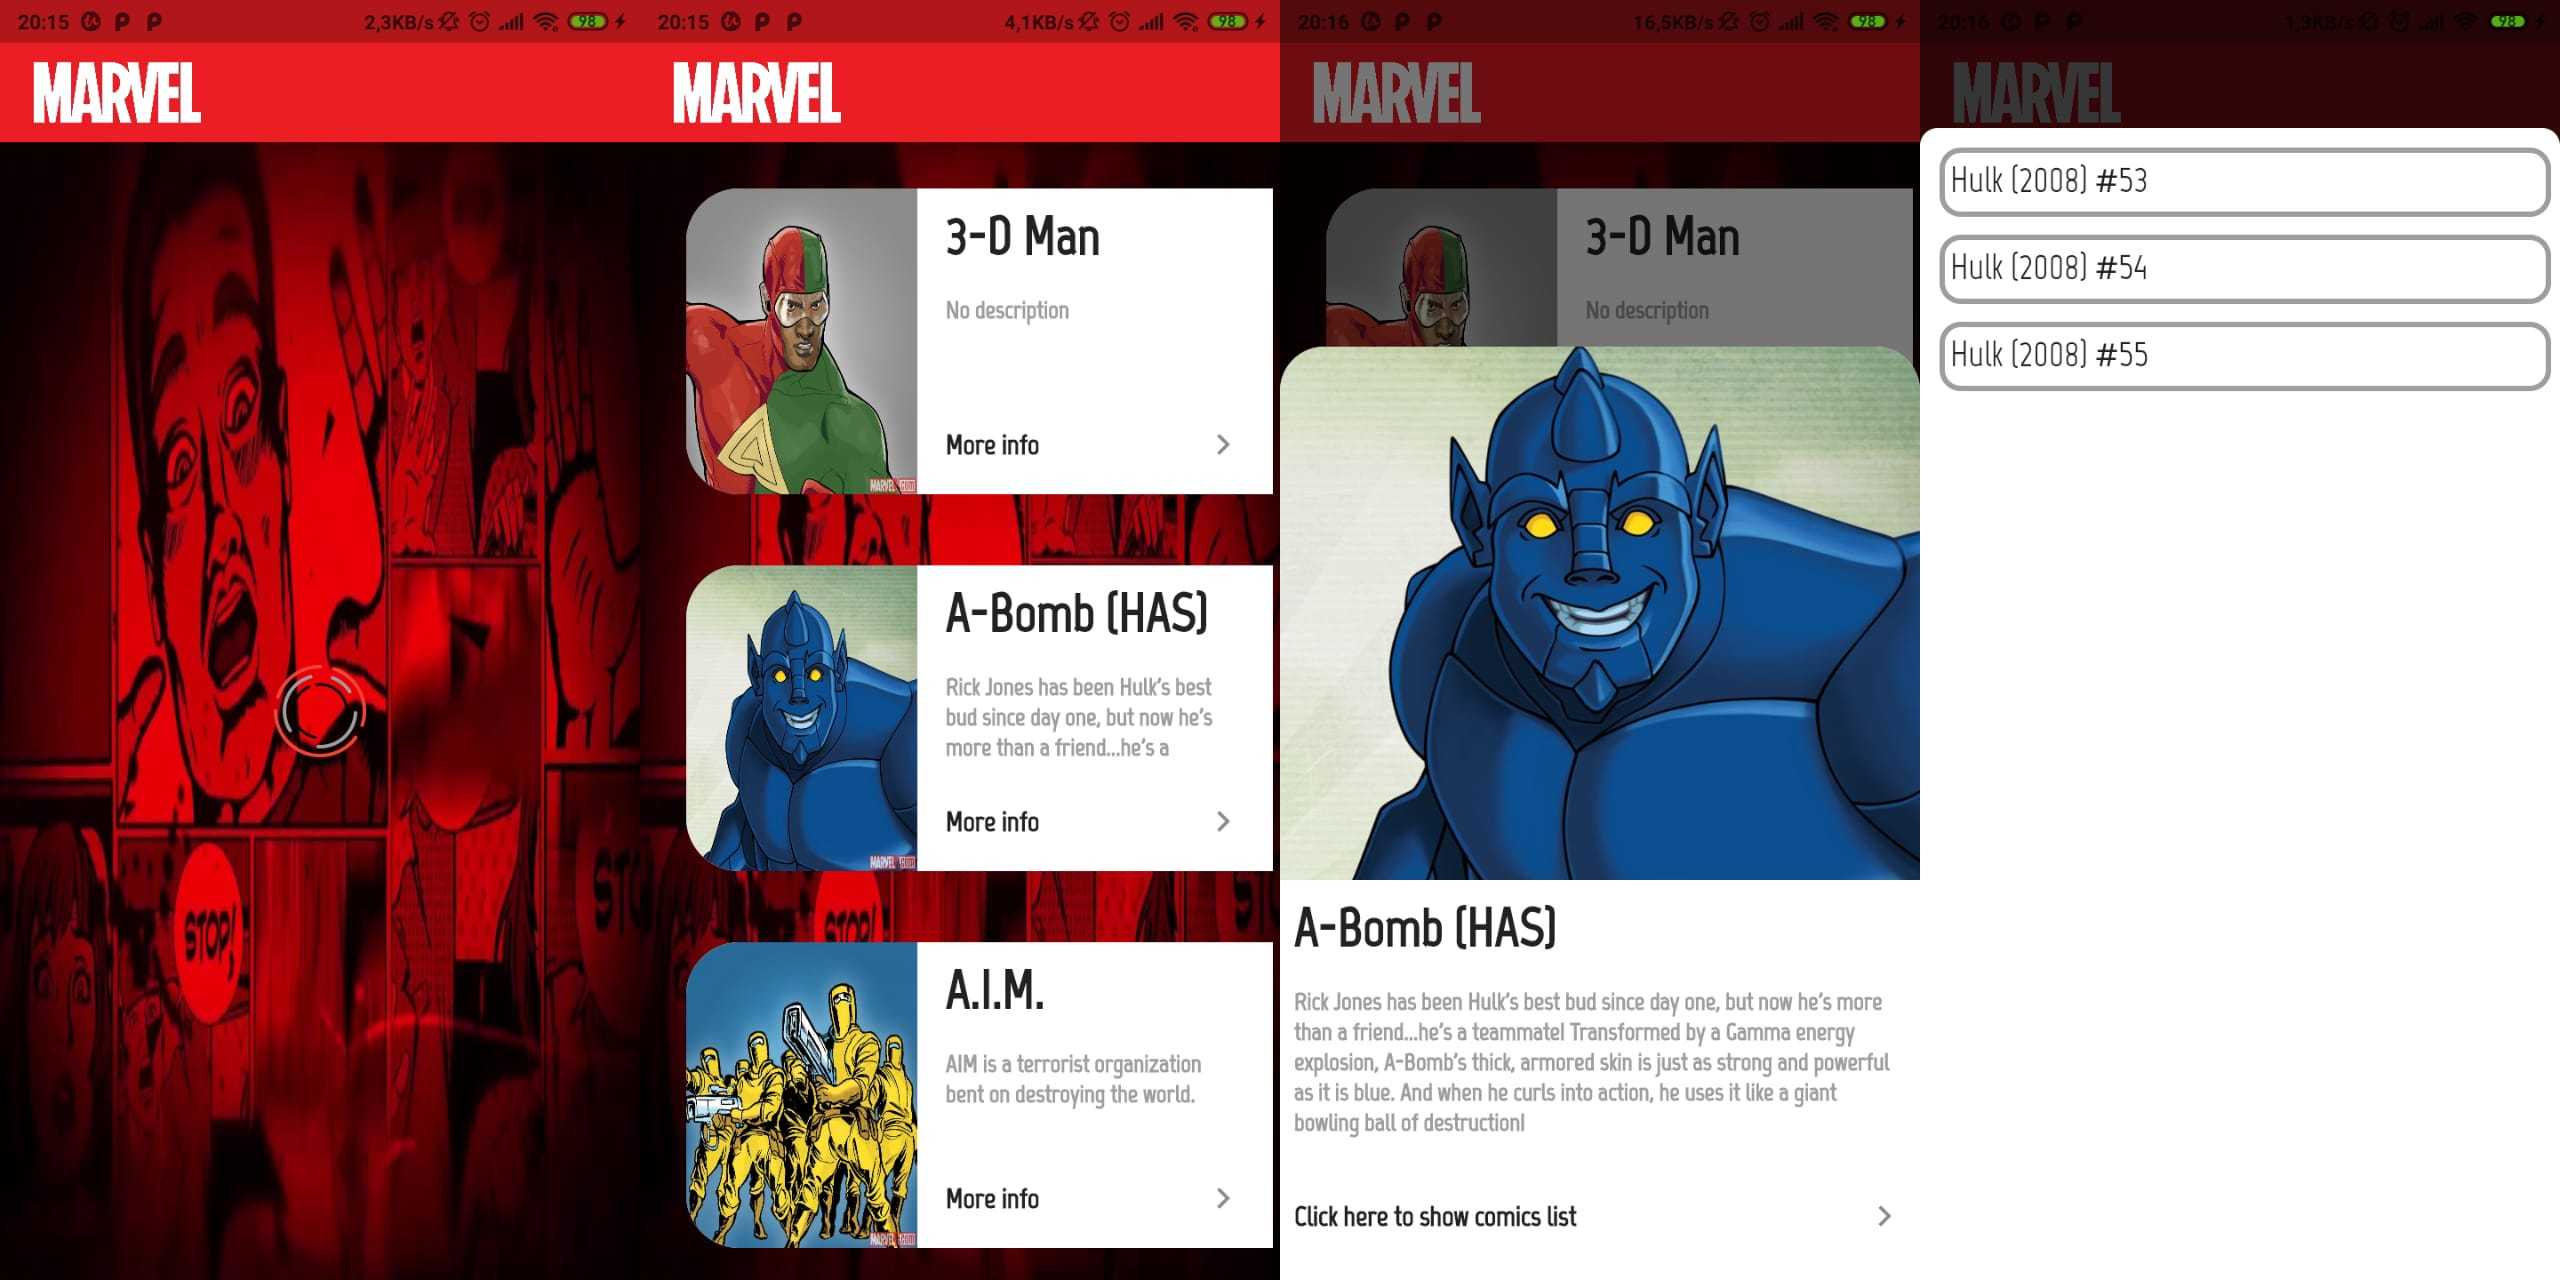 20:15
2,3KB/s
98
MARVEL
STOP!
20:15
4,1KB/s
98
MARVEL
3-D Man
No description
More info
MARVEL
A-Bomb (HAS)
Rick Jones has been Hulk's best
bud since day one, but now he's
more than a friend...he's a
More info
MARVEL
A.I.M.
AIM is a terrorist organization
bent on destroying the world.
More info
MARVEL
20:16
16,5KB/s
98
MARVEL
3-D Man
No description
A-Bomb (HAS)
Rick Jones has been Hulk's best bud since day one, but now he's more
than a friend...he's a teammate! Transformed by a Gamma energy
explosion, A-Bomb's thick, armored skin is just as strong and powerful
as it is blue. And when he curls into action, he uses it like a giant
bowling ball of destruction!
Click here to show comics list
20:16
1,3KB/s
98
MARVEL
Hulk (2008) #53
Hulk (2008) #54
Hulk (2008) #55